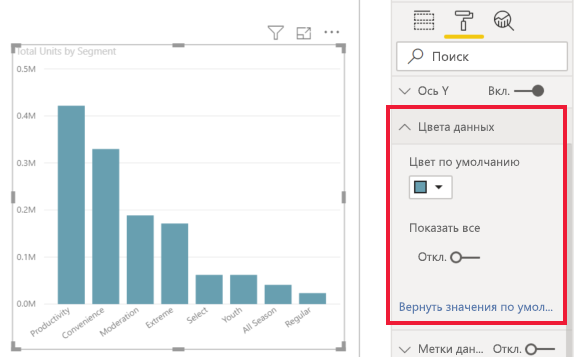 Total Units by Segment
0.5M
0.4M
0.3M
0.2M
0.1M
0.0M
Productivity
Convenience
Moderation
Extreme
Select
Youth
All Season
Regular
Поиск
Ось Y Вкл.
Цвета данных
Цвет по умолчанию
Показать все
Откл.
Вернуть значения по умол...
Метки дан... Откл.